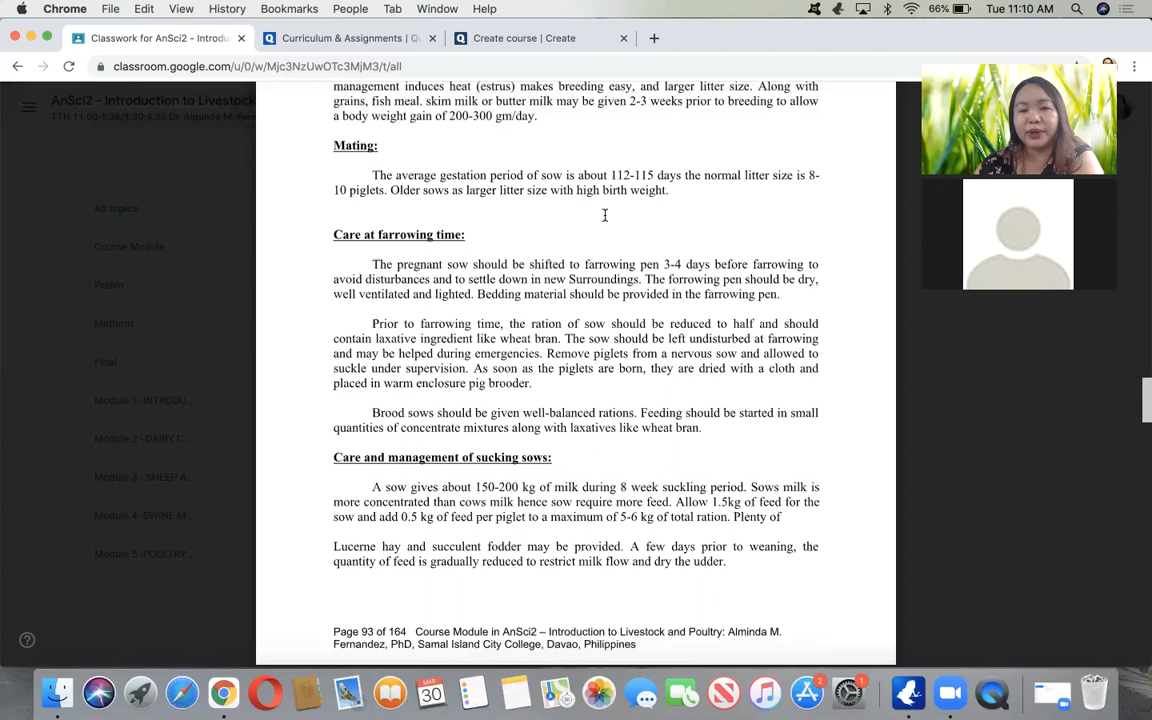 Chrome File Edit View History Bookmarks People Tab Window Help 66% Tue 11:10 AM
Classwork for AnSci2 - Introdu Curriculum & Assignments | Q Create course | Create
classroom.google.com/u/0/w/Mjc3NzUwOTc3MjM3/t/all
AnSci2 - Introduction to Livestock
TTH 11:00-1:30/1:30-4:00 Dr. Alminda M. Fernandez
All topics
Course Module
Prelim
Midterm
Final
Module 1- INTRODU...
Module 2 - DAIRY C...
Module 3 - SHEEP A...
Module 4 -SWINE M...
Module 5 -POULTRY...
management induces heat (estrus) makes breeding easy, and larger litter size. Along with
grains, fish meal. skim milk or butter milk may be given 2-3 weeks prior to breeding to allow
a body weight gain of 200-300 gm/day.
Mating:
The average gestation period of sow is about 112-115 days the normal litter size is 8-
10 piglets. Older sows as larger litter size with high birth weight.
Care at farrowing time:
The pregnant sow should be shifted to farrowing pen 3-4 days before farrowing to
avoid disturbances and to settle down in new Surroundings. The forrowing pen should be dry,
well ventilated and lighted. Bedding material should be provided in the farrowing pen.
Prior to farrowing time, the ration of sow should be reduced to half and should
contain laxative ingredient like wheat bran. The sow should be left undisturbed at farrowing
and may be helped during emergencies. Remove piglets from a nervous sow and allowed to
suckle under supervision. As soon as the piglets are born, they are dried with a cloth and
placed in warm enclosure pig brooder.
Brood sows should be given well-balanced rations. Feeding should be started in small
quantities of concentrate mixtures along with laxatives like wheat bran.
Care and management of sucking sows:
A sow gives about 150-200 kg of milk during 8 week suckling period. Sows milk is
more concentrated than cows milk hence sow require more feed. Allow 1.5kg of feed for the
sow and add 0.5 kg of feed per piglet to a maximum of 5-6 kg of total ration. Plenty of
Lucerne hay and succulent fodder may be provided. A few days prior to weaning, the
quantity of feed is gradually reduced to restrict milk flow and dry the udder.
Page 93 of 164 Course Module in AnSci2 – Introduction to Livestock and Poultry: Alminda M.
Fernandez, PhD, Samal Island City College, Davao, Philippines
MAR
30
2
1